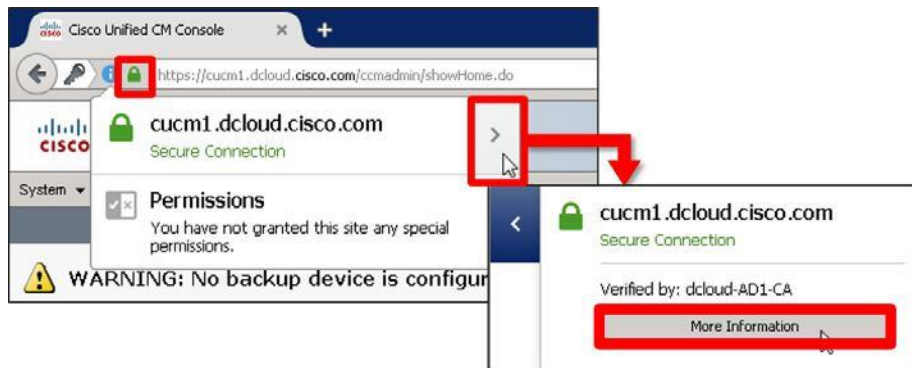 Cisco Unified CM Console
https://cucm1.dcloud.cisco.com/ccmadmin/showHome.do
cisco
CISCO
cucm1.dcloud.cisco.com
Secure Connection
System
Permissions
You have not granted this site any special
permissions.
WARNING: No backup device is configur
cucm1.dcloud.cisco.com
Secure Connection
Verified by: dcloud-AD1-CA
More Information